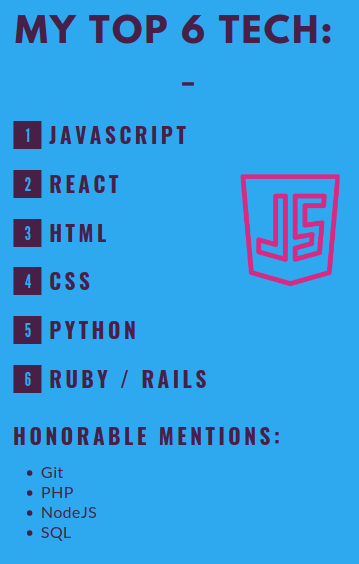 MY TOP 6 TECH:
–
1 JAVASCRIPT
2 REACT
3 HTML
JS
4 CSS
5 PYTHON
6 RUBY / RAILS
HONORABLE MENTIONS:
• Git
• PHP
• NodeJS
• SQL